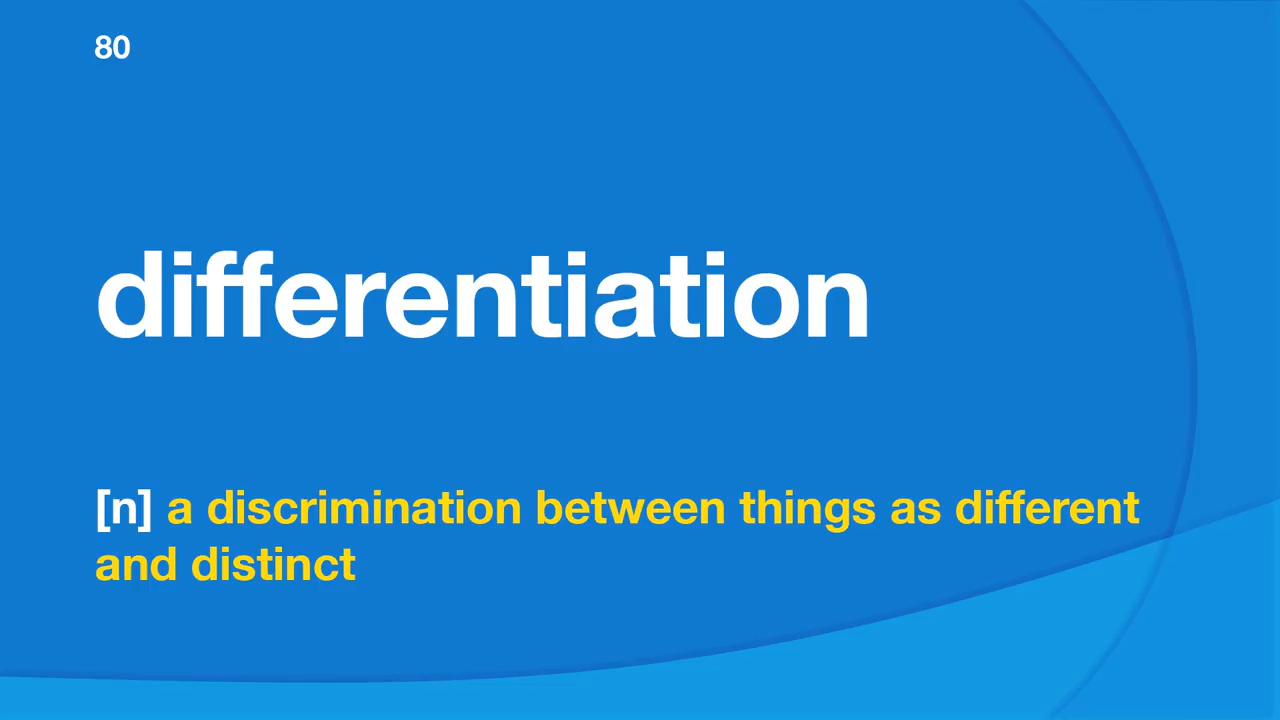 80
differentiation
[n] a discrimination between things as different
and distinct